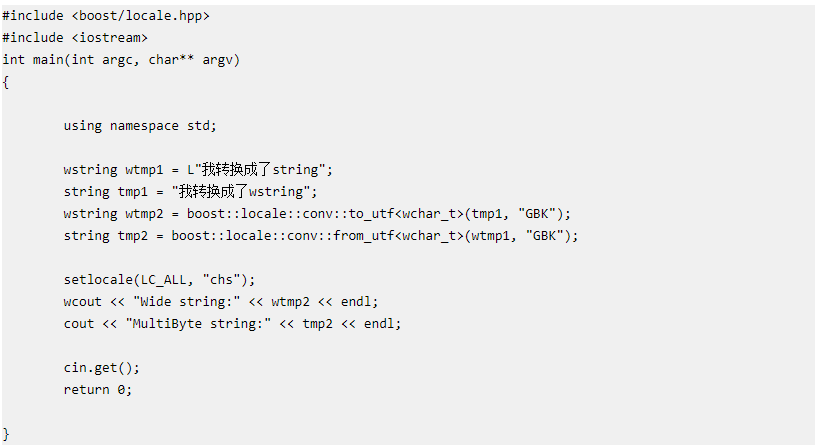 #include <boost/locale.hpp>
#include <iostream>
int main(int argc, char** argv)
{
using namespace std;
wstring wtmp1 = L"我转换成了string";
string tmp1 = "我转换成了wstring";
wstring wtmp2 = boost::locale::conv::to_utf<wchar_t>(tmp1, "GBK");
string tmp2 = boost::locale::conv::from_utf<wchar_t>(wtmp1, "GBK");
setlocale(LC_ALL, "chs");
wcout << "Wide string:" << wtmp2 << endl;
cout << "MultiByte string:" << tmp2 << endl;
cin.get();
return 0;
}